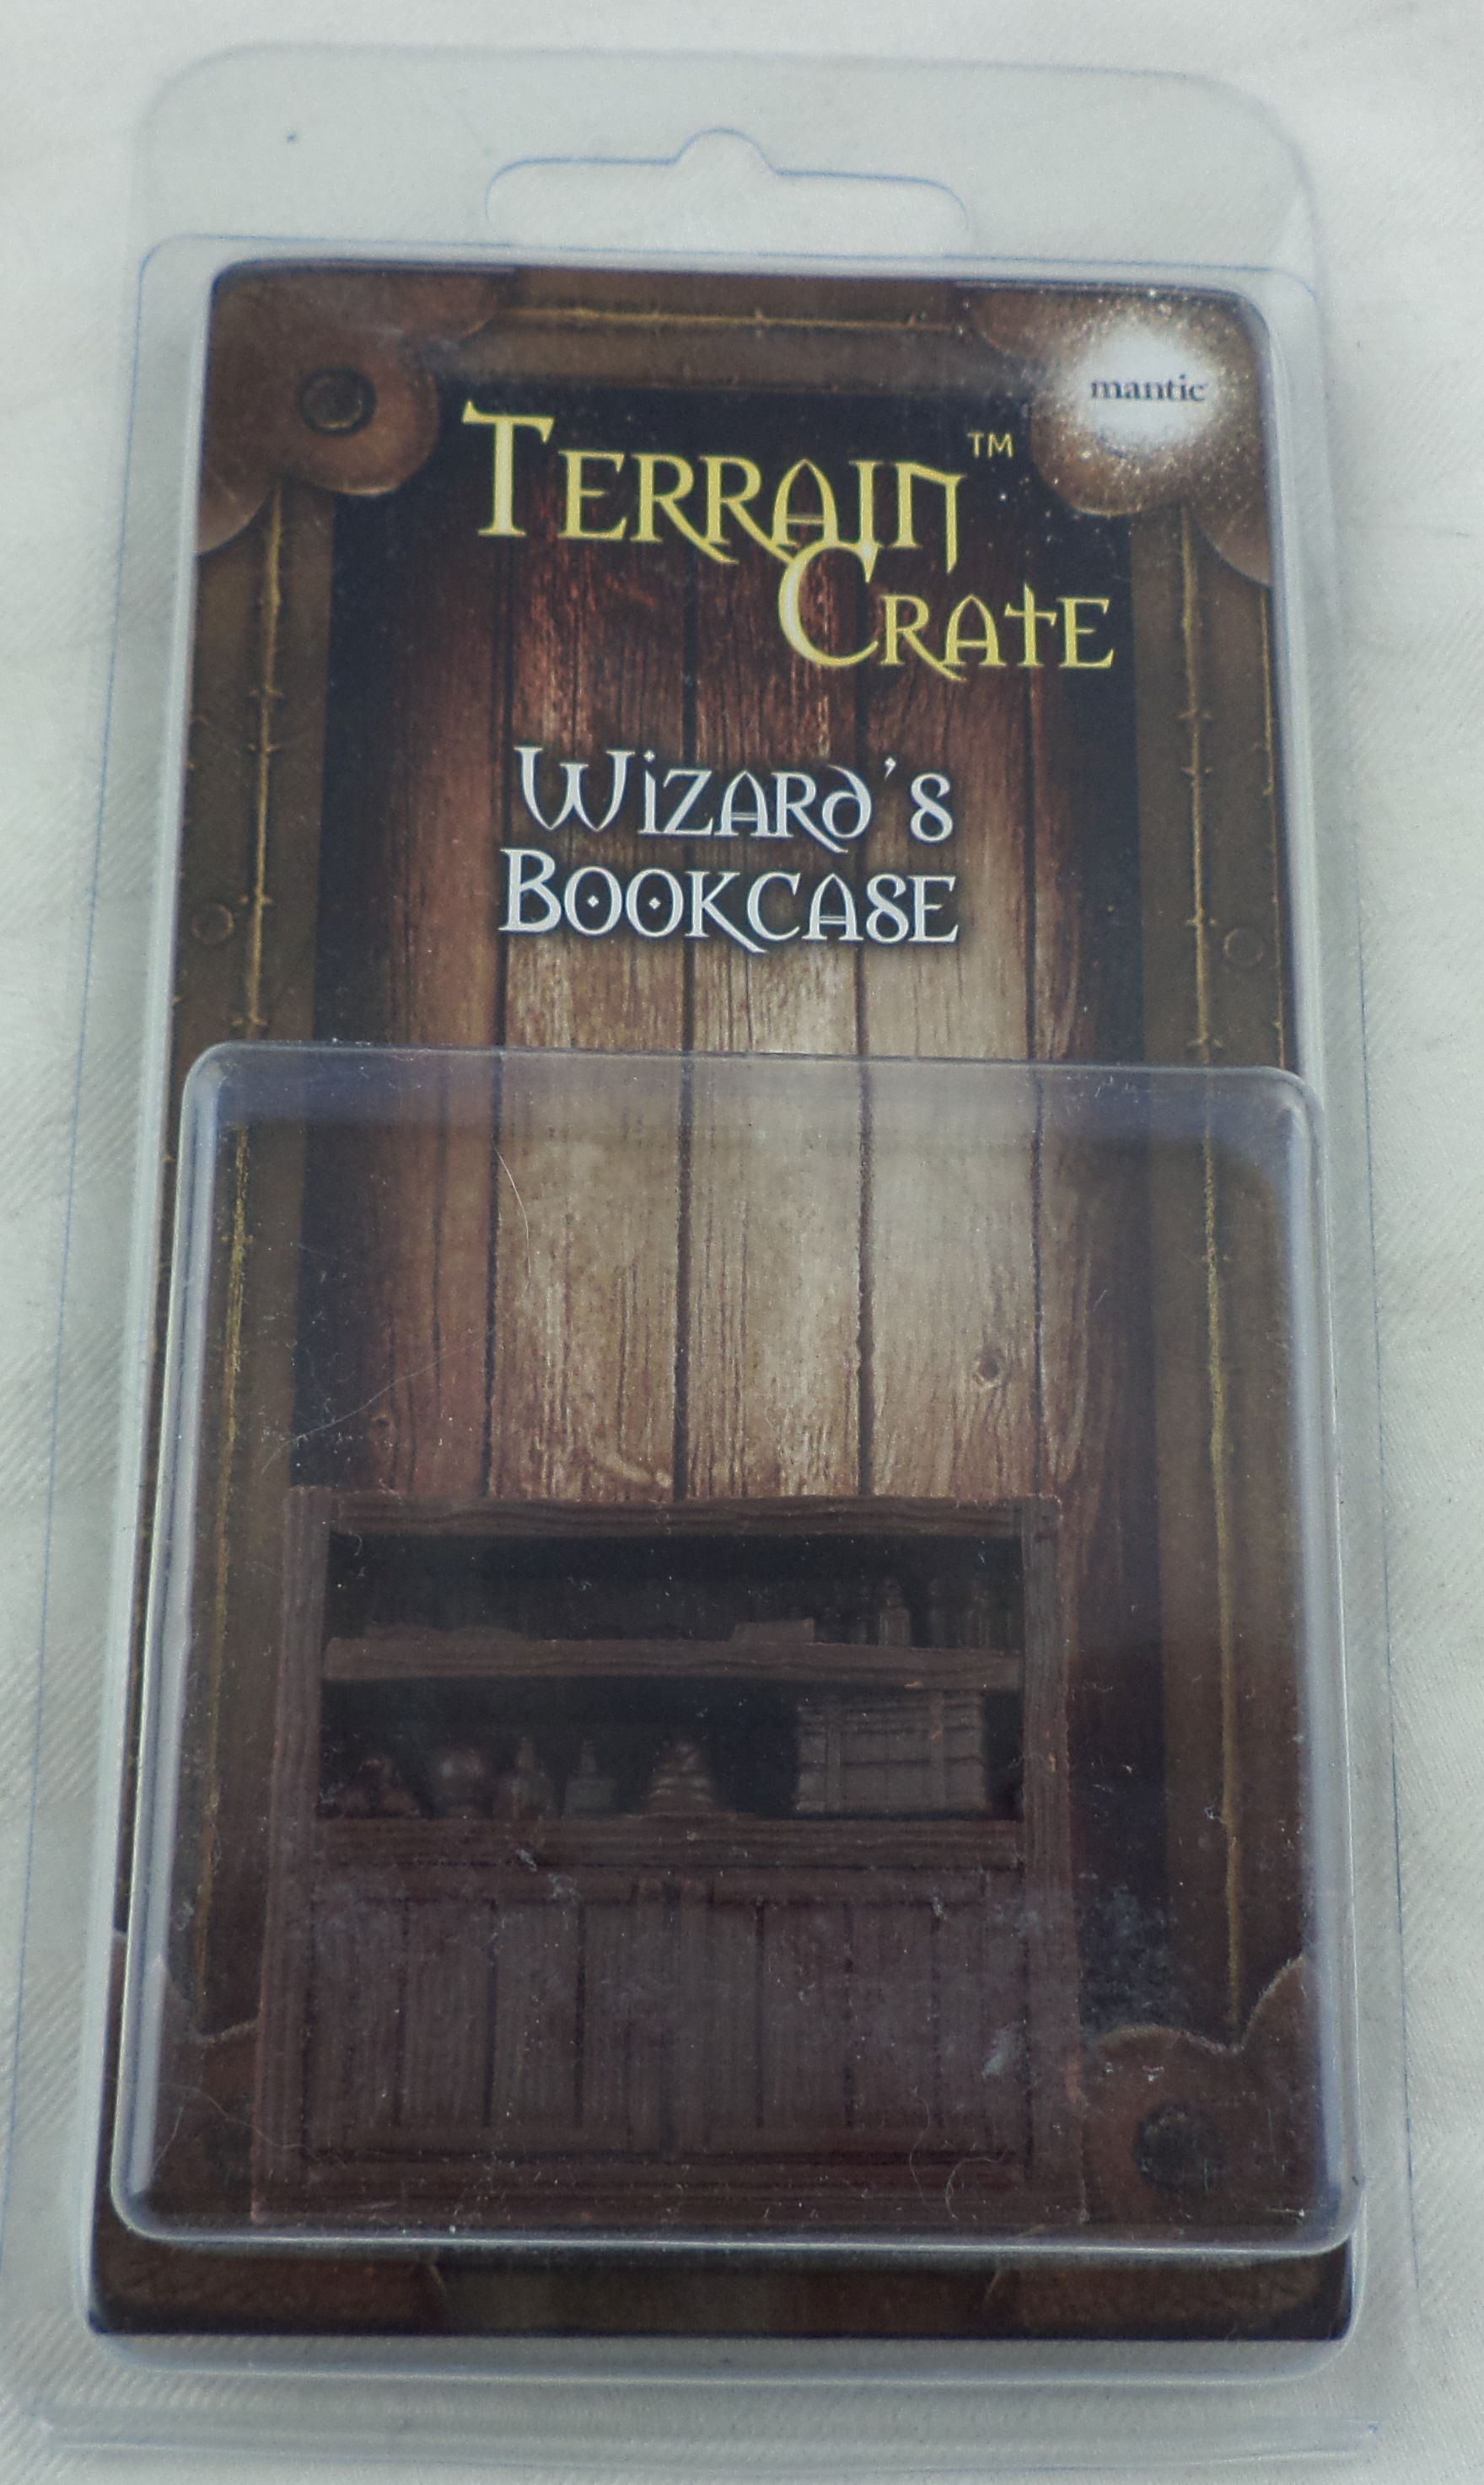 mantic
TERRAIN™
CRATE
WIZARD'S
BOOKCASE